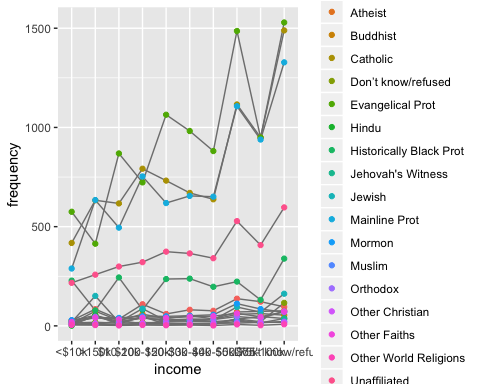 1500
1000
500
0
frequency
income
Atheist
Buddhist
Catholic
Don't know/refused
Evangelical Prot
Hindu
Historically Black Prot
Jehovah's Witness
Jewish
Mainline Prot
Mormon
Muslim
Orthodox
Other Christian
Other Faiths
Other World Religions
Unaffiliated